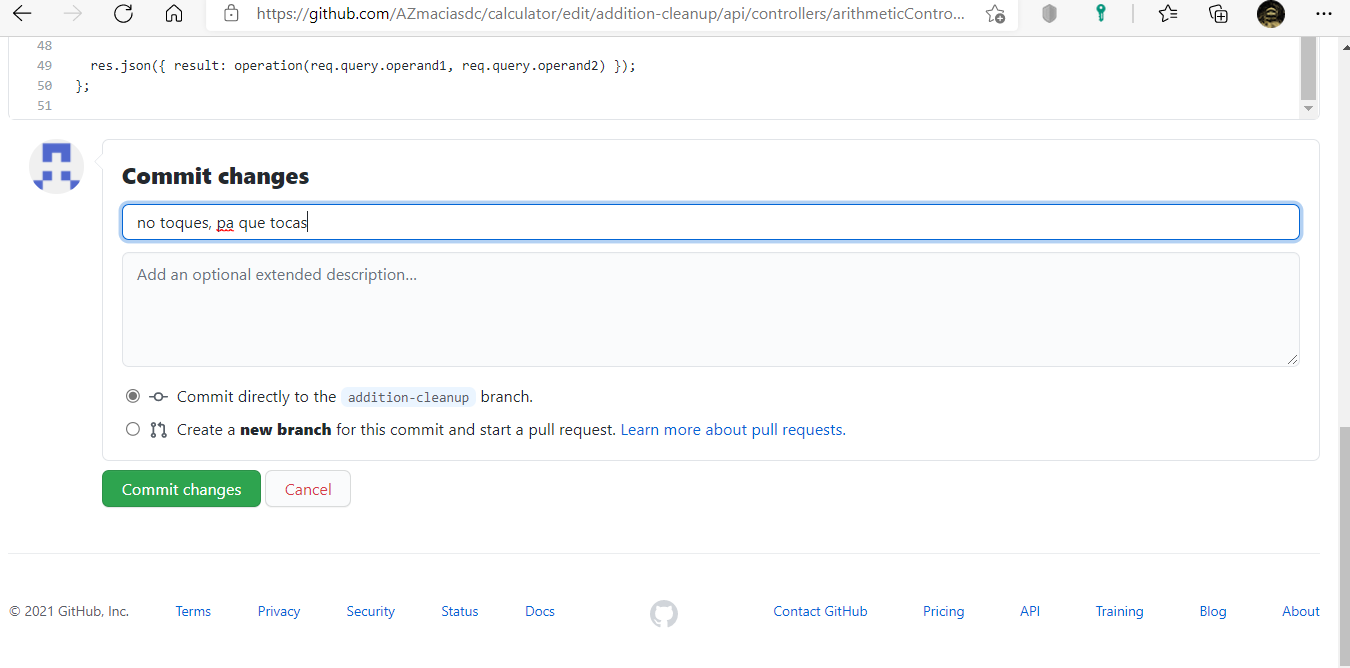 https://github.com/AZmaciasdc/calculator/edit/addition-cleanup/api/controllers/arithmeticContro...
48
49 res.json({ result: operation(req.query.operand1, req.query.operand2) });
50 };
51
Commit changes
no toques, pa que tocas
Add an optional extended description...
Commit directly to the addition-cleanup branch.
Create a new branch for this commit and start a pull request. Learn more about pull requests.
Commit changes Cancel
© 2021 GitHub, Inc. Terms Privacy Security Status Docs Contact GitHub Pricing API Training Blog About